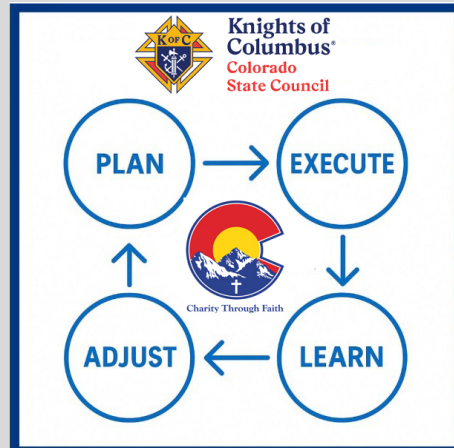 K OF C
Knights of
Columbus®
Colorado
State Council
PLAN
EXECUTE
Charity Through Faith
ADJUST
LEARN